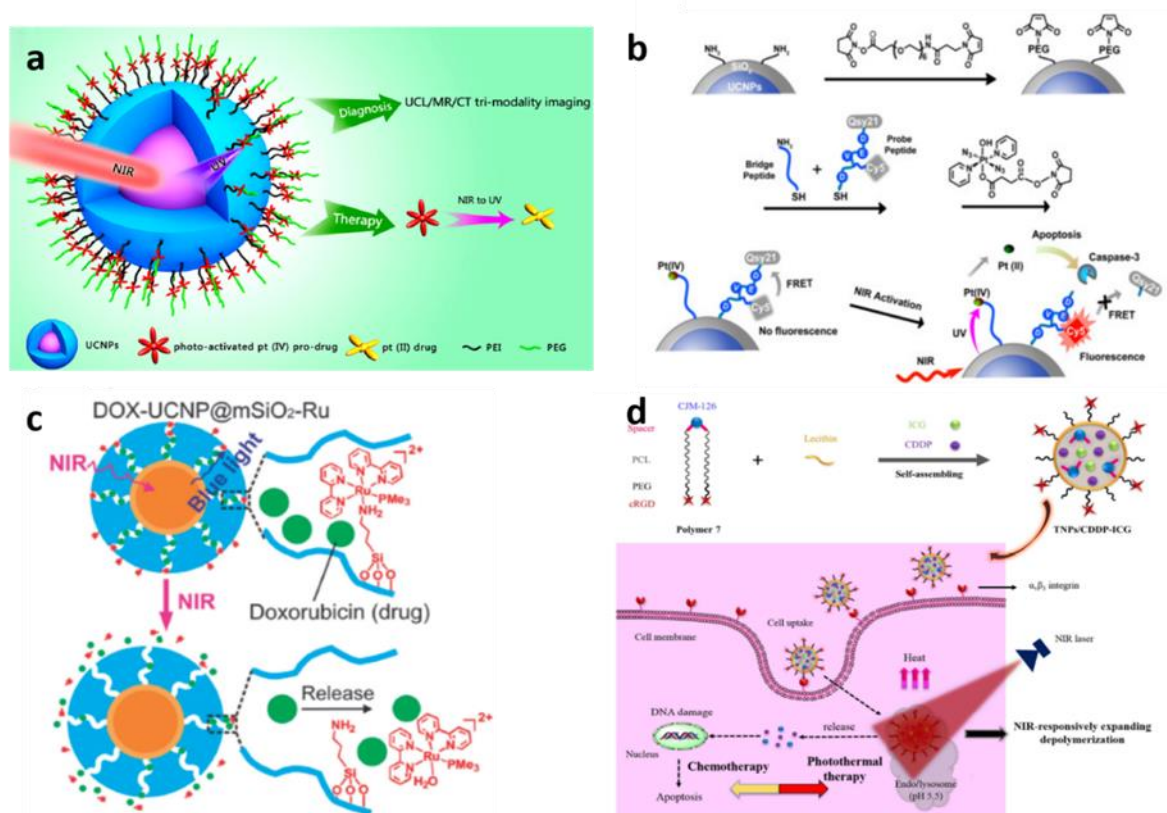 a
NIR
UV
Diagnosis
UCL/MR/CT tri-modality imaging
Therapy
NIR to UV
UCNPs
photo-activated pt (IV) pro-drug
pt (II) drug
PEI
PEG
b
NH₂
NH₂
SiO₂
UCNPs
PEG
PEG
Bridge
Peptide
NH₂
SH
+
Qsy21
Probe
Peptide
Cy5
SH
OH
N₃
N₃
Pt(IV)
Qsy21
FRET
Cy5
No fluorescence
NIR Activation
NIR
UV
Pt(IV)
Pt (II)
Apoptosis
Caspase-3
Qsy21
FRET
Cy5
Fluorescence
c
DOX-UCNP@mSiO₂-Ru
NIR
Blue light
2+
N
Ru
PMe₃
NH₂
Si
O O O
Doxorubicin (drug)
NIR
Release
NH₂
Si
O O O
2+
N
Ru
PMe₃
H₂O
d
CJM-126
Spacer
PCL
PEG
cRGD
Polymer 7
+
Lecithin
ICG
CDDP
Self-assembling
TNPs/CDDP-ICG
Cell membrane
Cell uptake
αᵥβ₃ integrin
NIR laser
Heat
DNA damage
Nucleus
release
Chemotherapy
Photothermal
therapy
Apoptosis
Endo/lysosome
(pH 5.5)
NIR-responsively expanding
depolymerization